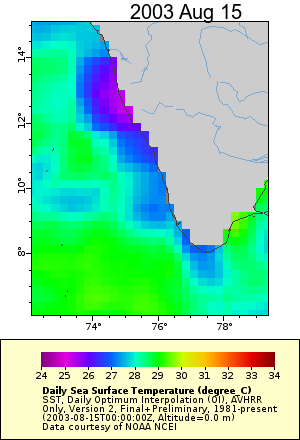 2003 Aug 15
14°
12°
10°
8°
74°
76°
78°
24 25 26 27 28 29 30 31 32 33 34
Daily Sea Surface Temperature (degree_C)
SST, Daily Optimum Interpolation (OI), AVHRR
Only, Version 2, Final+Preliminary, 1981-present
(2003-08-15T00:00:00Z, Altitude=0.0 m)
Data courtesy of NOAA NCEI